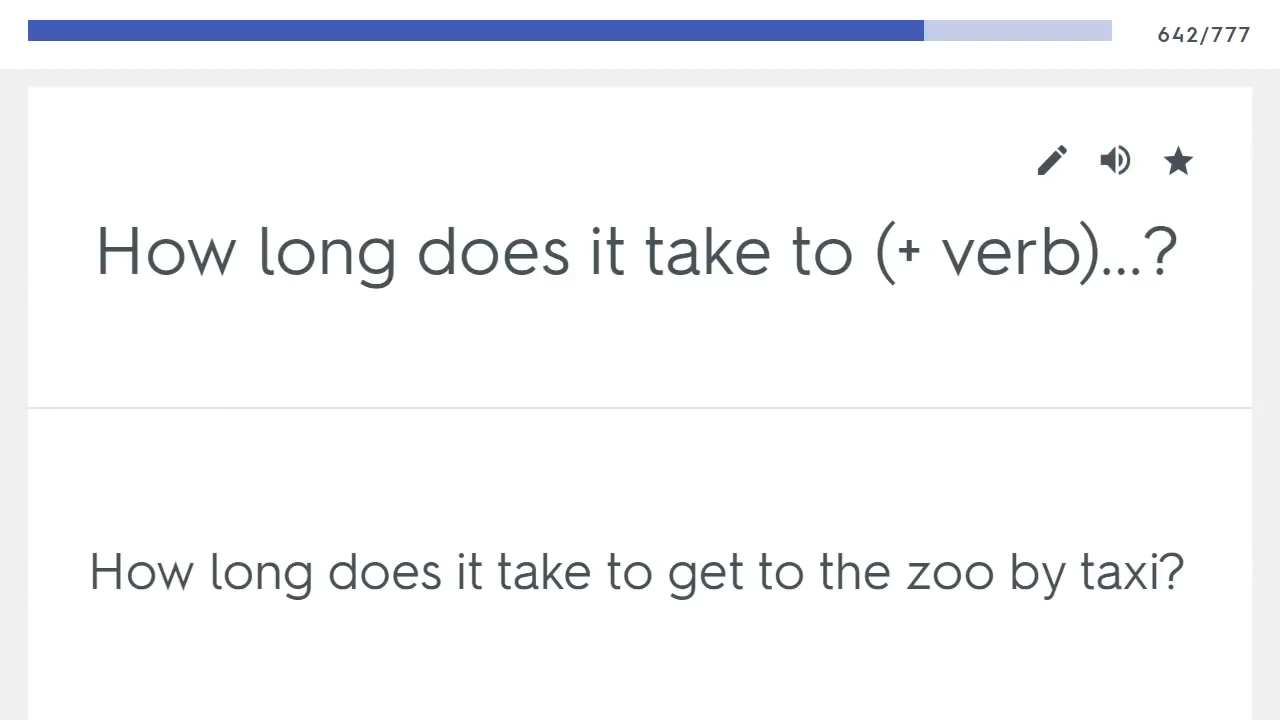 642/777
How long does it take to (+ verb)...?
How long does it take to get to the zoo by taxi?